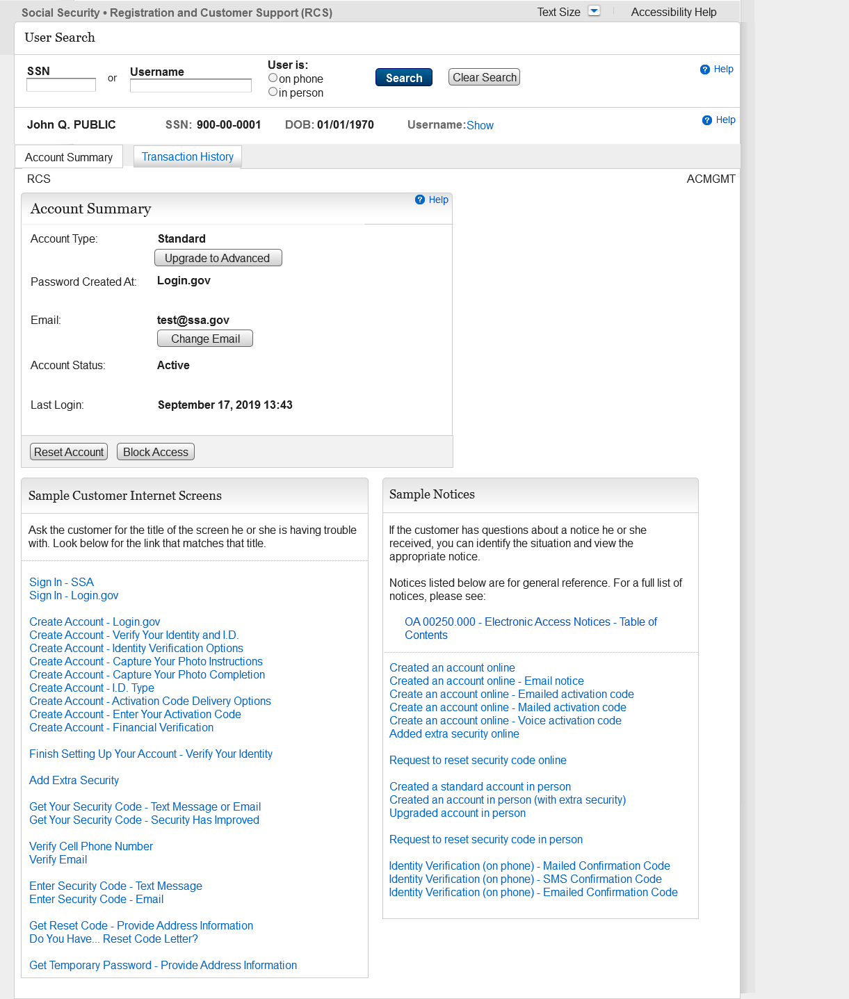 Social Security • Registration and Customer Support (RCS)
Text Size
Accessibility Help
User Search
SSN
or
Username
User is:
on phone
in person
Search
Clear Search
? Help
John Q. PUBLIC
SSN: 900-00-0001
DOB: 01/01/1970
Username: Show
? Help
Account Summary
Transaction History
RCS
ACMGMT
Account Summary
? Help
Account Type: Standard
Upgrade to Advanced
Password Created At: Login.gov
Email: test@ssa.gov
Change Email
Account Status: Active
Last Login: September 17, 2019 13:43
Reset Account
Block Access
Sample Customer Internet Screens
Ask the customer for the title of the screen he or she is having trouble
with. Look below for the link that matches that title.
Sign In - SSA
Sign In - Login.gov
Create Account - Login.gov
Create Account - Verify Your Identity and I.D.
Create Account - Identity Verification Options
Create Account - Capture Your Photo Instructions
Create Account - Capture Your Photo Completion
Create Account - I.D. Type
Create Account - Activation Code Delivery Options
Create Account - Enter Your Activation Code
Create Account - Financial Verification
Finish Setting Up Your Account - Verify Your Identity
Add Extra Security
Get Your Security Code - Text Message or Email
Get Your Security Code - Security Has Improved
Verify Cell Phone Number
Verify Email
Enter Security Code - Text Message
Enter Security Code - Email
Get Reset Code - Provide Address Information
Do You Have... Reset Code Letter?
Get Temporary Password - Provide Address Information
Sample Notices
If the customer has questions about a notice he or she
received, you can identify the situation and view the
appropriate notice.
Notices listed below are for general reference. For a full list of
notices, please see:
OA 00250.000 - Electronic Access Notices - Table of
Contents
Created an account online
Created an account online - Email notice
Create an account online - Emailed activation code
Create an account online - Mailed activation code
Create an account online - Voice activation code
Added extra security online
Request to reset security code online
Created a standard account in person
Created an account in person (with extra security)
Upgraded account in person
Request to reset security code in person
Identity Verification (on phone) - Mailed Confirmation Code
Identity Verification (on phone) - SMS Confirmation Code
Identity Verification (on phone) - Emailed Confirmation Code